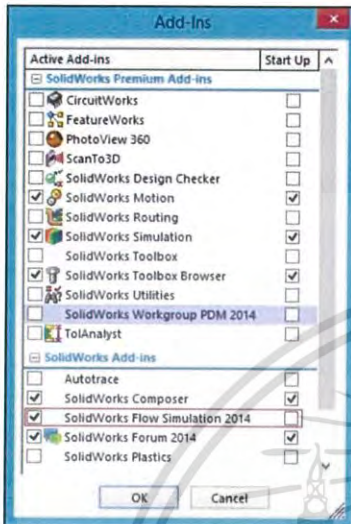 Add-Ins
Active Add-ins Start Up
SolidWorks Premium Add-ins
CircuitWorks
FeatureWorks
PhotoView 360
ScanTo3D
SolidWorks Design Checker
SolidWorks Motion
SolidWorks Routing
SolidWorks Simulation
SolidWorks Toolbox
SolidWorks Toolbox Browser
SolidWorks Utilities
SolidWorks Workgroup PDM 2014
TolAnalyst
SolidWorks Add-ins
Autotrace
SolidWorks Composer
SolidWorks Flow Simulation 2014
SolidWorks Forum 2014
SolidWorks Plastics
OK Cancel